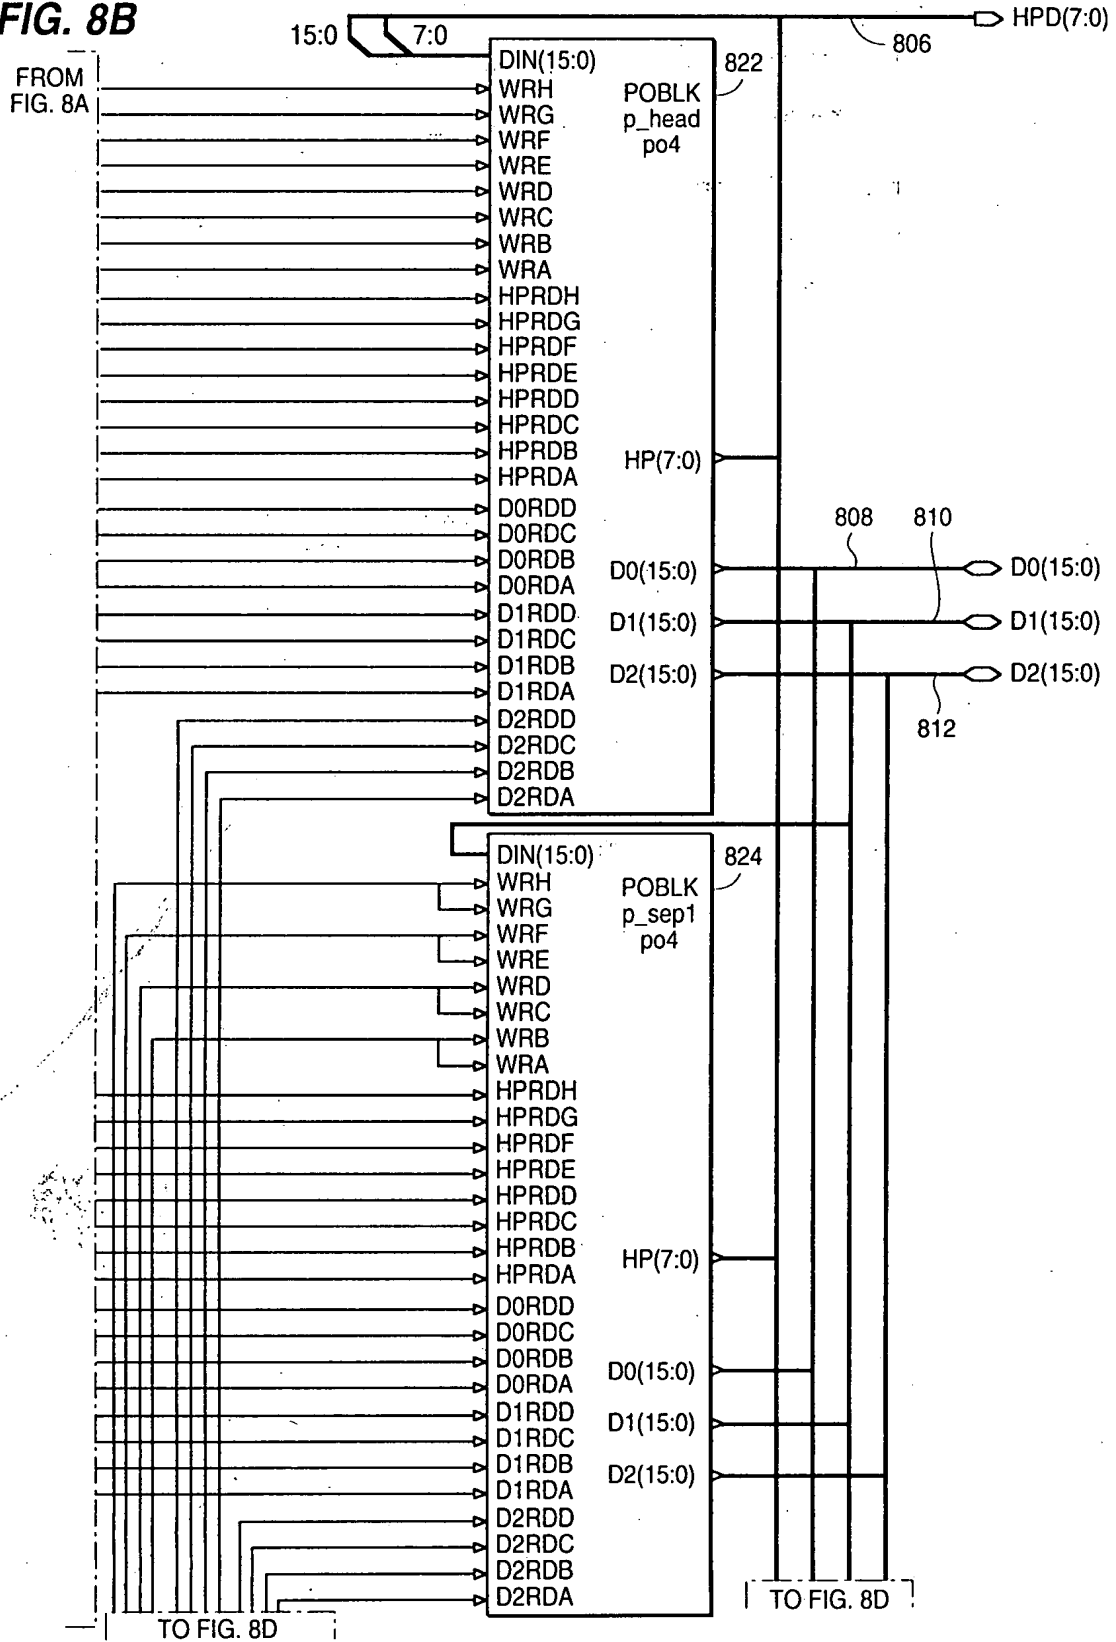 FIG. 8B
FROM
FIG. 8A
15:0
7:0
806
HPD(7:0)
DIN(15:0)
WRH
WRG
WRF
WRE
WRD
WRC
WRB
WRA
HPRDH
HPRDG
HPRDF
HPRDE
HPRDD
HPRDC
HPRDB
HPRDA
D0RDD
D0RDC
D0RDB
D0RDA
D1RDD
D1RDC
D1RDB
D1RDA
D2RDD
D2RDC
D2RDB
D2RDA
POBLK
p_head
po4
822
HP(7:0)
D0(15:0)
D1(15:0)
D2(15:0)
808
810
812
D0(15:0)
D1(15:0)
D2(15:0)
DIN(15:0)
WRH
WRG
WRF
WRE
WRD
WRC
WRB
WRA
HPRDH
HPRDG
HPRDF
HPRDE
HPRDD
HPRDC
HPRDB
HPRDA
D0RDD
D0RDC
D0RDB
D0RDA
D1RDD
D1RDC
D1RDB
D1RDA
D2RDD
D2RDC
D2RDB
D2RDA
POBLK
p_sep1
po4
824
HP(7:0)
D0(15:0)
D1(15:0)
D2(15:0)
TO FIG. 8D
TO FIG. 8D